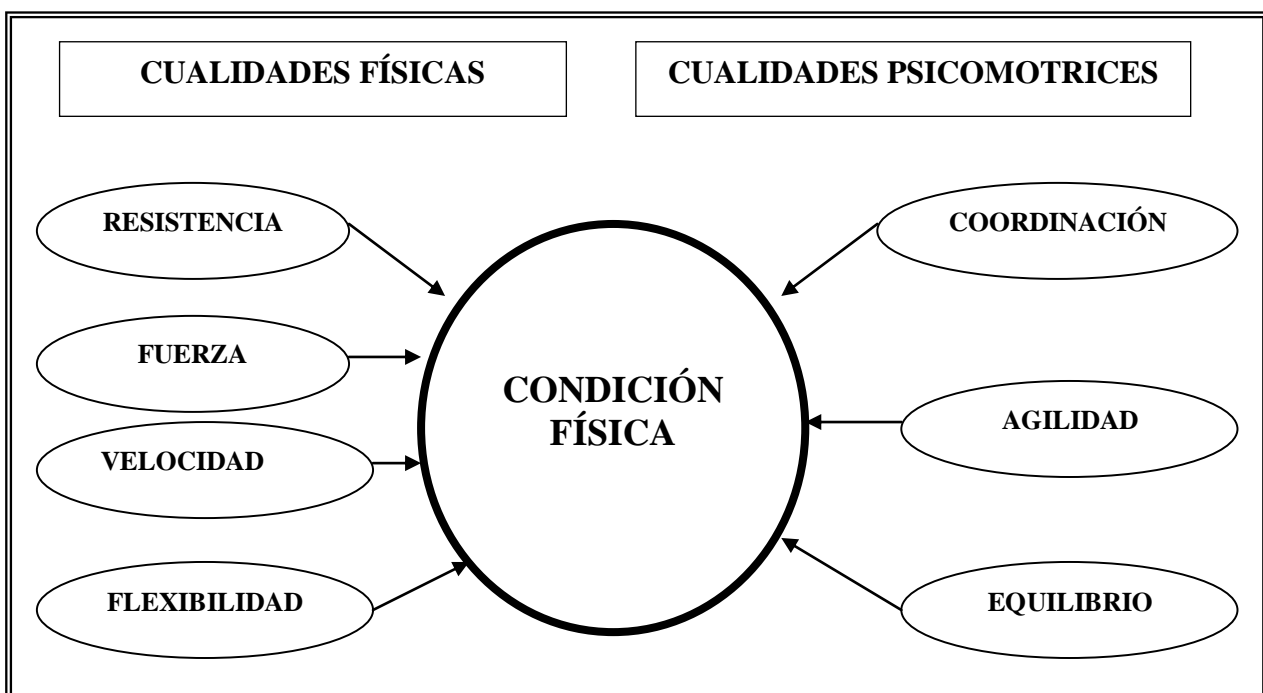 CUALIDADES FÍSICAS
CUALIDADES PSICOMOTRICES
RESISTENCIA
COORDINACIÓN
FUERZA
CONDICIÓN
FÍSICA
AGILIDAD
VELOCIDAD
FLEXIBILIDAD
EQUILIBRIO